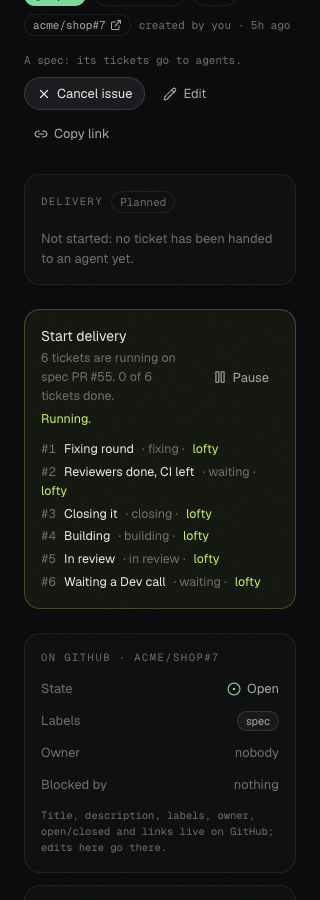 acme/shop#7 created by you · 5h ago
A spec: its tickets go to agents.
Cancel issue
Edit
Copy link
DELIVERY Planned
Not started: no ticket has been handed
to an agent yet.
Start delivery
6 tickets are running on
spec PR #55. 0 of 6
tickets done.
Pause
Running.
#1 Fixing round · fixing · lofty
#2 Reviewers done, CI left · waiting ·
lofty
#3 Closing it · closing · lofty
#4 Building · building · lofty
#5 In review · in review · lofty
#6 Waiting a Dev call · waiting · lofty
ON GITHUB · ACME/SHOP#7
State Open
Labels spec
Owner nobody
Blocked by nothing
Title, description, labels, owner,
open/closed and links live on GitHub;
edits here go there.